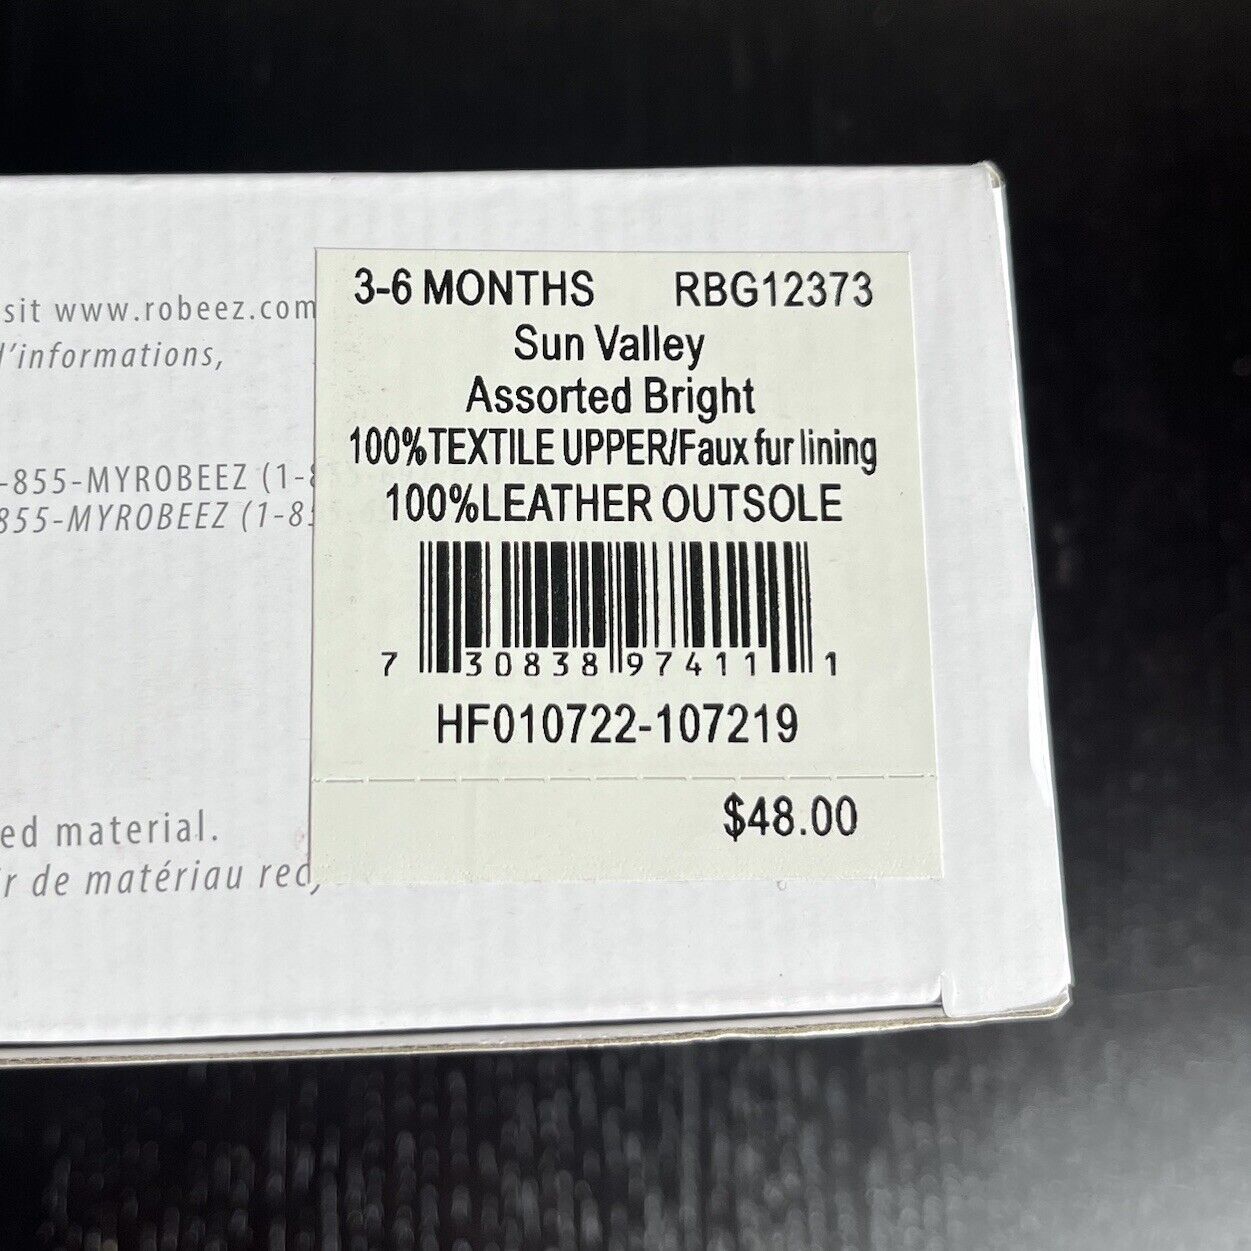 3-6 MONTHS RBG12373
Sun Valley
Assorted Bright
100%TEXTILE UPPER/Faux fur lining
100%LEATHER OUTSOLE
7 30838 97411 1
HF010722-107219
$48.00
sit www.robeez.com
d'informations,
-855-MYROBEEZ (1-8
855-MYROBEEZ (1-85
ed material.
ir de matériau